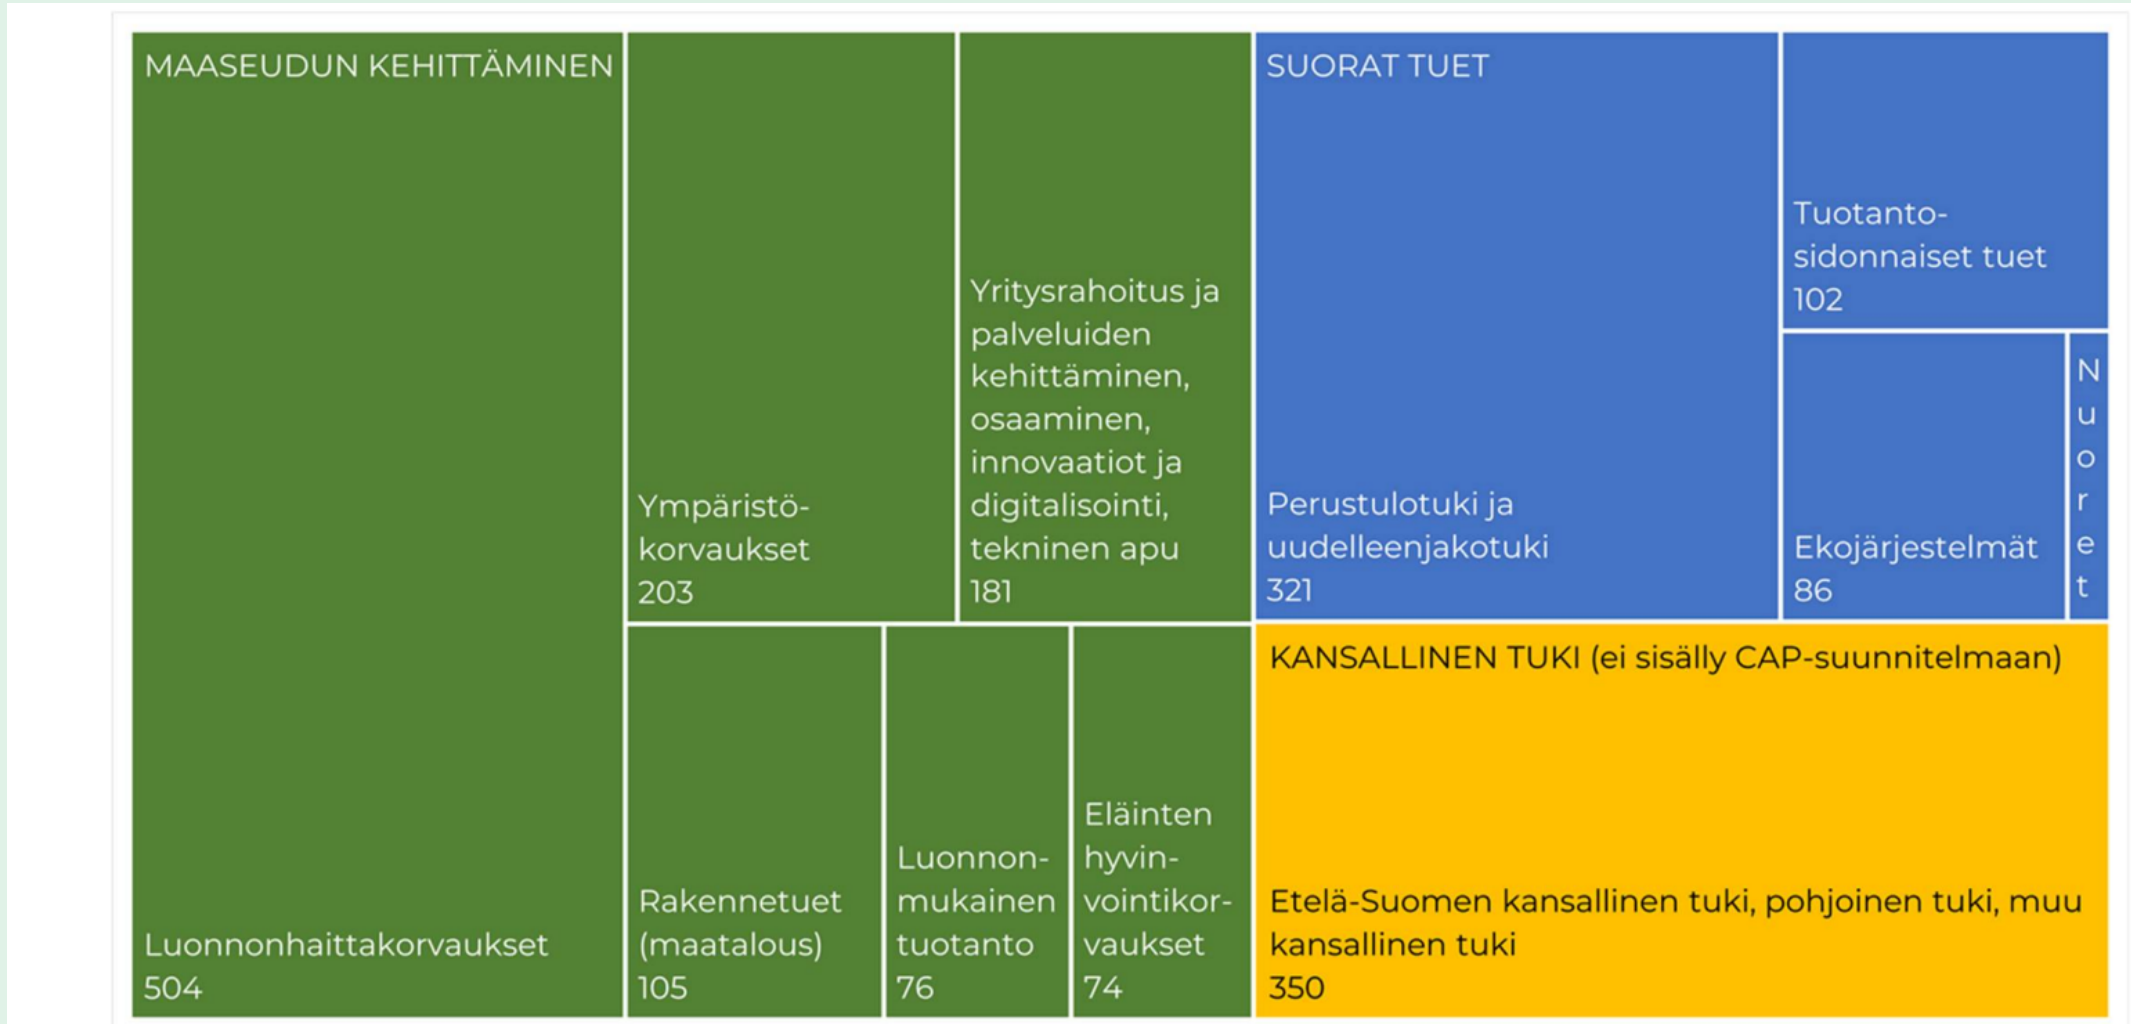 MAASEUDUN KEHITTÄMINEN
Luonnonhaittakorvaukset
504
Ympäristö-
korvaukset
203
Yritysrahoitus ja
palveluiden
kehittäminen,
osaaminen,
innovaatiot ja
digitalisointi,
tekninen apu
181
Rakennetuet
(maatalous)
105
Luonnon-
mukainen
tuotanto
76
Eläinten
hyvin-
vointikor-
vaukset
74
SUORAT TUET
Perustulotuki ja
uudelleenjakotuki
321
Tuotanto-
sidonnaiset tuet
102
Ekojärjestelmät
86
N
u
o
r
e
t
KANSALLINEN TUKI (ei sisälly CAP-suunnitelmaan)
Etelä-Suomen kansallinen tuki, pohjoinen tuki, muu
kansallinen tuki
350